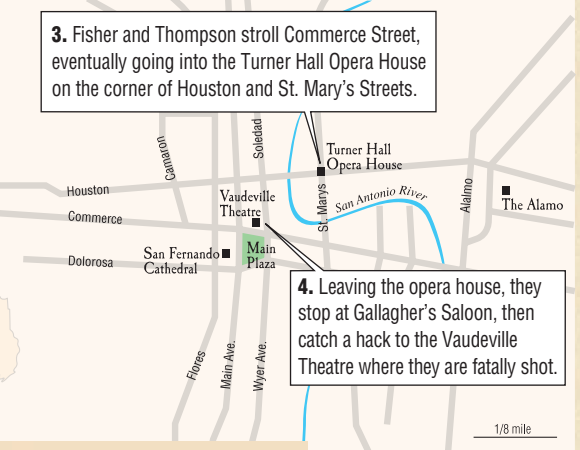 3. Fisher and Thompson stroll Commerce Street,
eventually going into the Turner Hall Opera House
on the corner of Houston and St. Mary's Streets.
Camaron
Soledad
Turner Hall
Opera House
Houston
Vaudeville
Theatre
St. Marys
San Antonio River
Alalmo
The Alamo
Commerce
San Fernando
Cathedral
Main
Plaza
Dolorosa
4. Leaving the opera house, they
stop at Gallagher's Saloon, then
catch a hack to the Vaudeville
Theatre where they are fatally shot.
Flores
Main Ave.
Wyer Ave.
1/8 mile